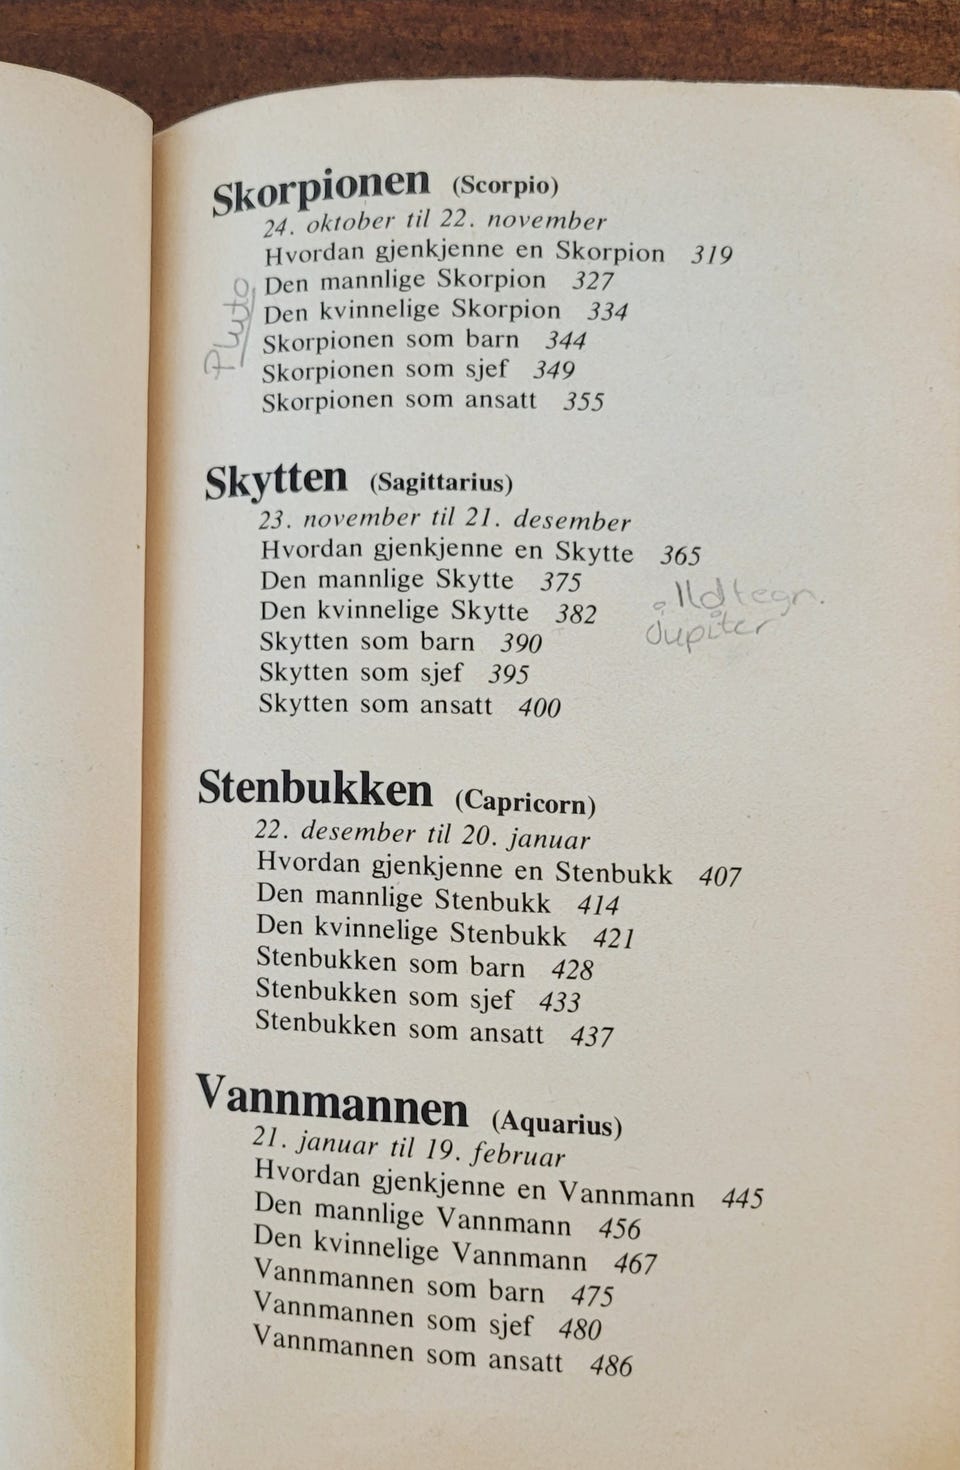 Skorpionen (Scorpio)
24. oktober til 22. november
Hvordan gjenkjenne en Skorpion 319
Den mannlige Skorpion 327
Den kvinnelige Skorpion 334
Skorpionen som barn 344
Skorpionen som sjef 349
Skorpionen som ansatt 355
Pluto
Skytten (Sagittarius)
23. november til 21. desember
Hvordan gjenkjenne en Skytte 365
Den mannlige Skytte 375
Den kvinnelige Skytte 382
Skytten som barn 390
Skytten som sjef 395
Skytten som ansatt 400
Ildtegn.
Jupiter
Stenbukken (Capricorn)
22. desember til 20. januar
Hvordan gjenkjenne en Stenbukk 407
Den mannlige Stenbukk 414
Den kvinnelige Stenbukk 421
Stenbukken som barn 428
Stenbukken som sjef 433
Stenbukken som ansatt 437
Vannmannen (Aquarius)
21. januar til 19. februar
Hvordan gjenkjenne en Vannmann 445
Den mannlige Vannmann 456
Den kvinnelige Vannmann 467
Vannmannen som barn 475
Vannmannen som sjef 480
Vannmannen som ansatt 486